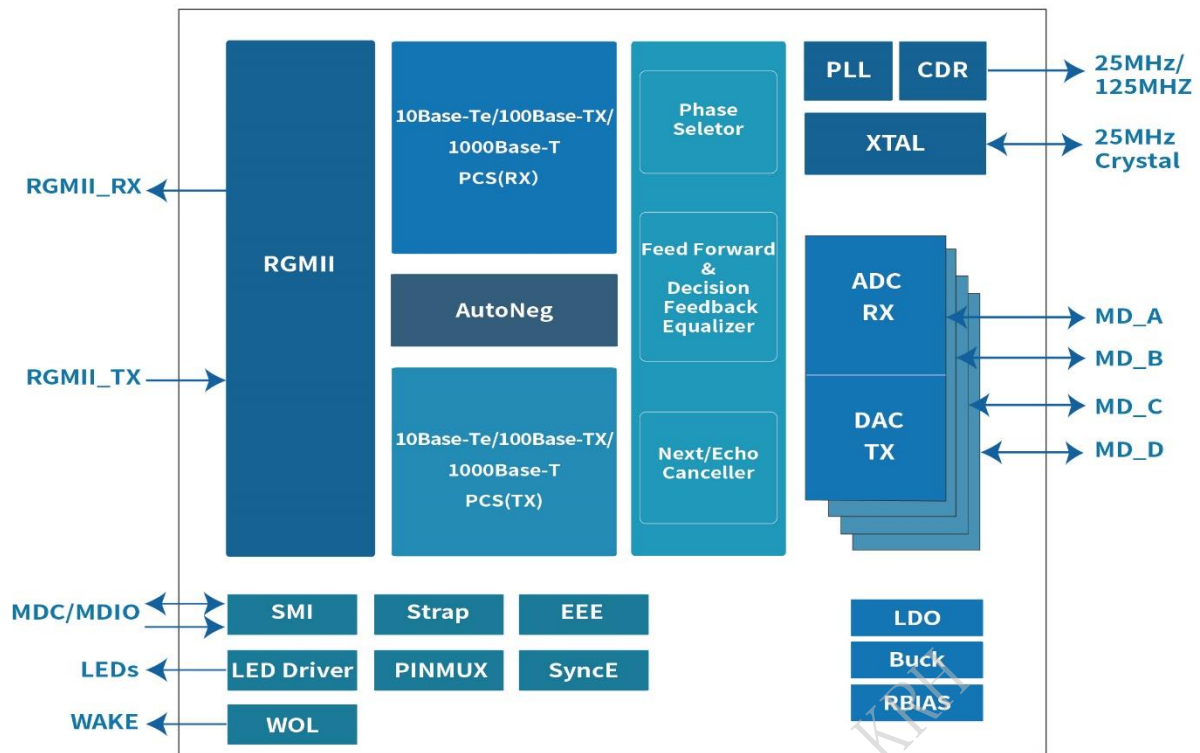 RGMII_RX
RGMII_TX
RGMII
10Base-Te/100Base-TX/
1000Base-T
PCS(RX)
AutoNeg
10Base-Te/100Base-TX/
1000Base-T
PCS(TX)
Phase
Seletor
Feed Forward
&
Decision
Feedback
Equalizer
Next/Echo
Canceller
PLL
CDR
25MHz/
125MHZ
XTAL
25MHz
Crystal
ADC
RX
DAC
TX
MD_A
MD_B
MD_C
MD_D
MDC/MDIO
SMI
Strap
EEE
LEDs
LED Driver
PINMUX
SyncE
WAKE
WOL
LDO
Buck
RBIAS
KRH